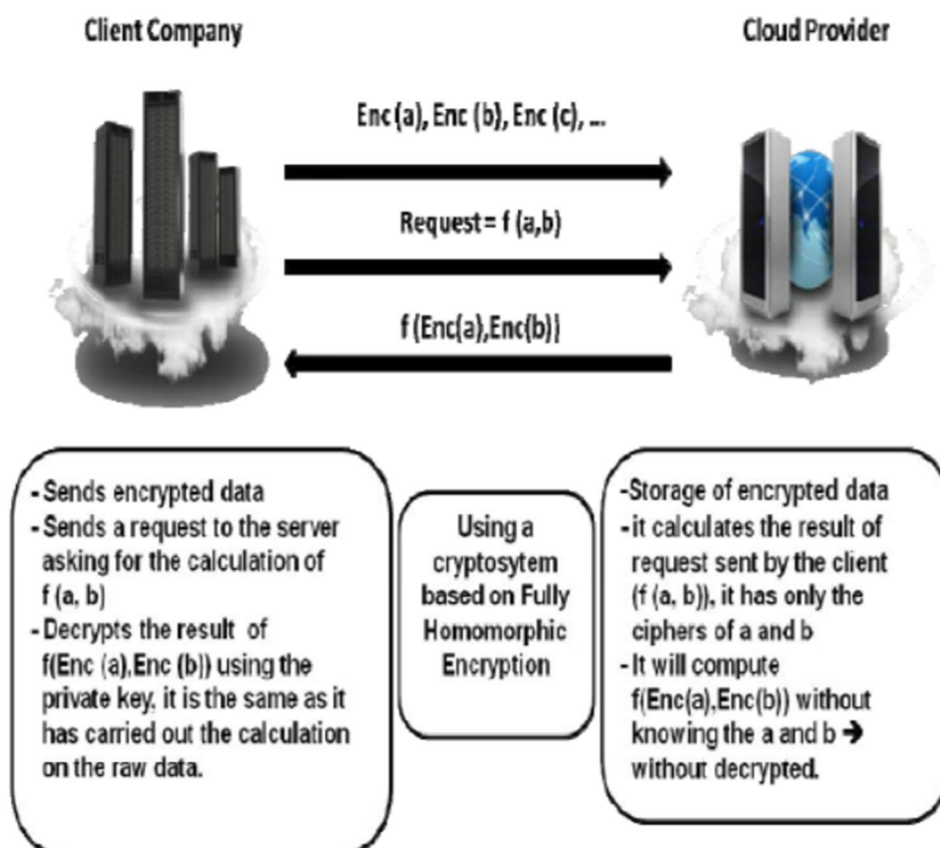 Client Company
Cloud Provider
Enc (a), Enc (b), Enc (c), ...
Request = f (a,b)
f (Enc(a),Enc(b))
- Sends encrypted data
- Sends a request to the server
asking for the calculation of
f (a, b)
- Decrypts the result of
f(Enc (a),Enc (b)) using the
private key, it is the same as it
has carried out the calculation
on the raw data.
Using a
cryptosytem
based on Fully
Homomorphic
Encryption
-Storage of encrypted data
-it calculates the result of
request sent by the client
(f (a, b)), it has only the
ciphers of a and b
- It will compute
f(Enc(a),Enc(b)) without
knowing the a and b ➔
without decrypted.